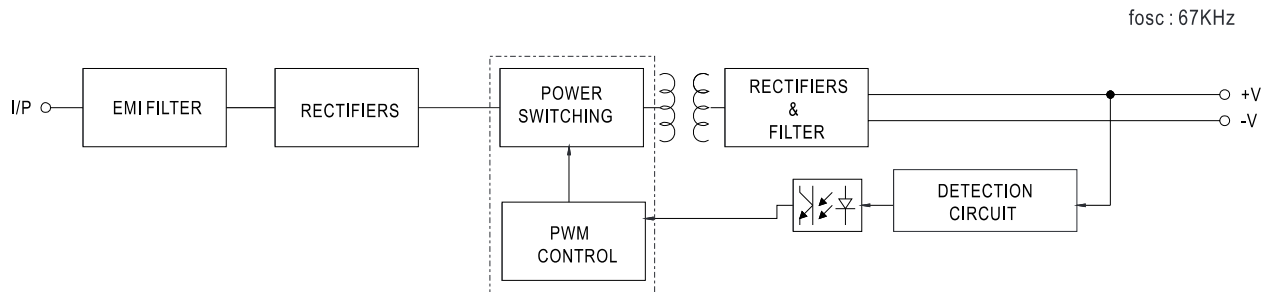 fosc : 67KHz
I/P
EMI FILTER
RECTIFIERS
POWER
SWITCHING
RECTIFIERS
&
FILTER
+V
-V
DETECTION
CIRCUIT
PWM
CONTROL